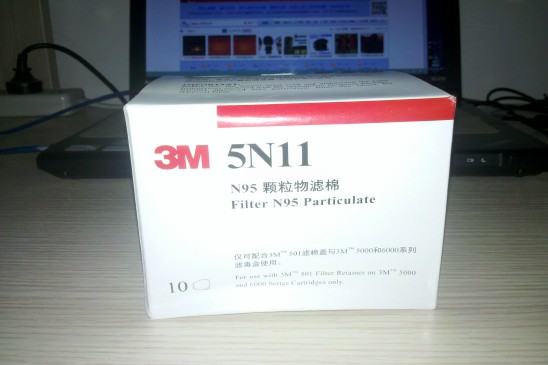 3M 5N11
N95 颗粒物滤棉
Filter N95 Particulate
仅可配合3M™ 501滤棉盖与3M™ 5000和6000系列
滤毒盒使用。
For use with 3M™ 501 Filter Retainer on 3M™ 5000
and 6000 Series Cartridges only.
10